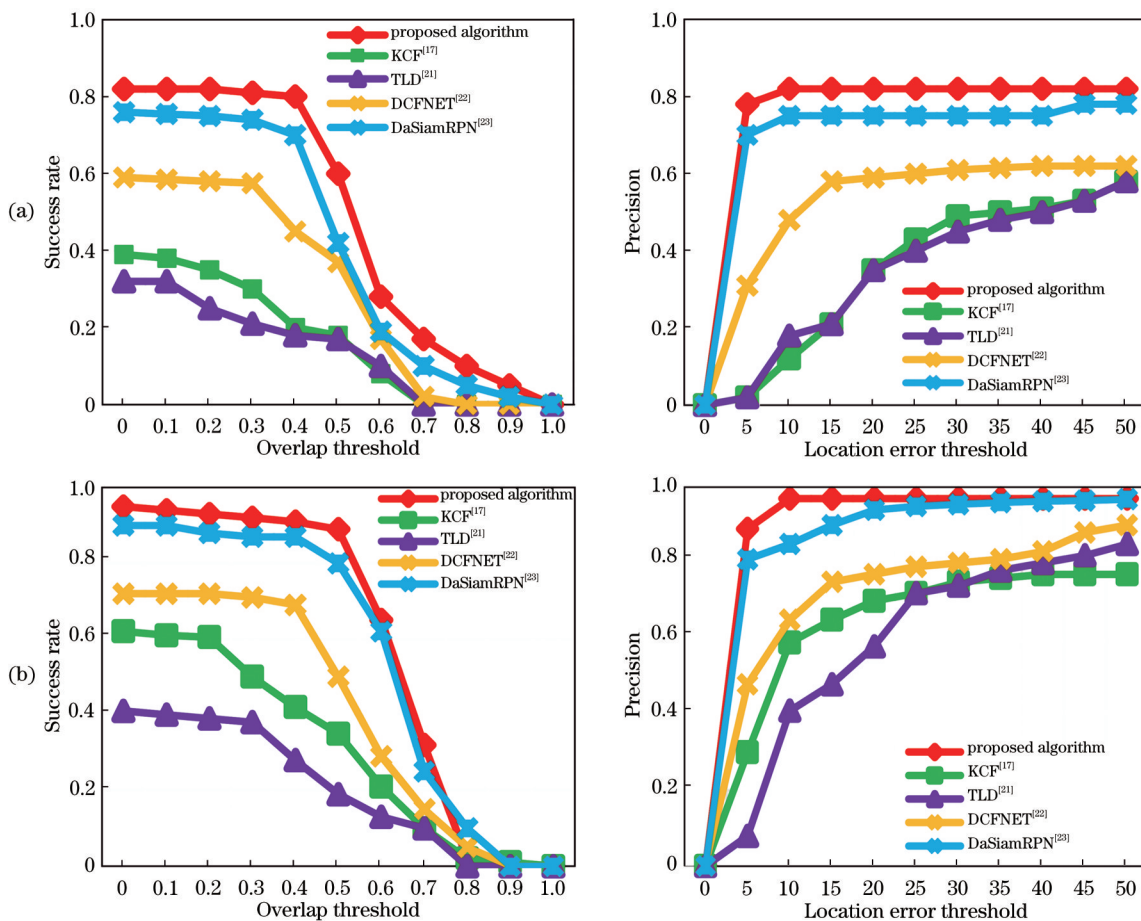 (a)
Success rate
1.0
0.8
0.6
0.4
0.2
0
proposed algorithm
KCF[17]
TLD[21]
DCFNET[22]
DaSiamRPN[23]
0 0.1 0.2 0.3 0.4 0.5 0.6 0.7 0.8 0.9 1.0
Overlap threshold
Precision
1.0
0.8
0.6
0.4
0.2
0
proposed algorithm
KCF[17]
TLD[21]
DCFNET[22]
DaSiamRPN[23]
0 5 10 15 20 25 30 35 40 45 50
Location error threshold
(b)
Success rate
1.0
0.8
0.6
0.4
0.2
0
proposed algorithm
KCF[17]
TLD[21]
DCFNET[22]
DaSiamRPN[23]
0 0.1 0.2 0.3 0.4 0.5 0.6 0.7 0.8 0.9 1.0
Overlap threshold
Precision
1.0
0.8
0.6
0.4
0.2
0
proposed algorithm
KCF[17]
TLD[21]
DCFNET[22]
DaSiamRPN[23]
0 5 10 15 20 25 30 35 40 45 50
Location error threshold